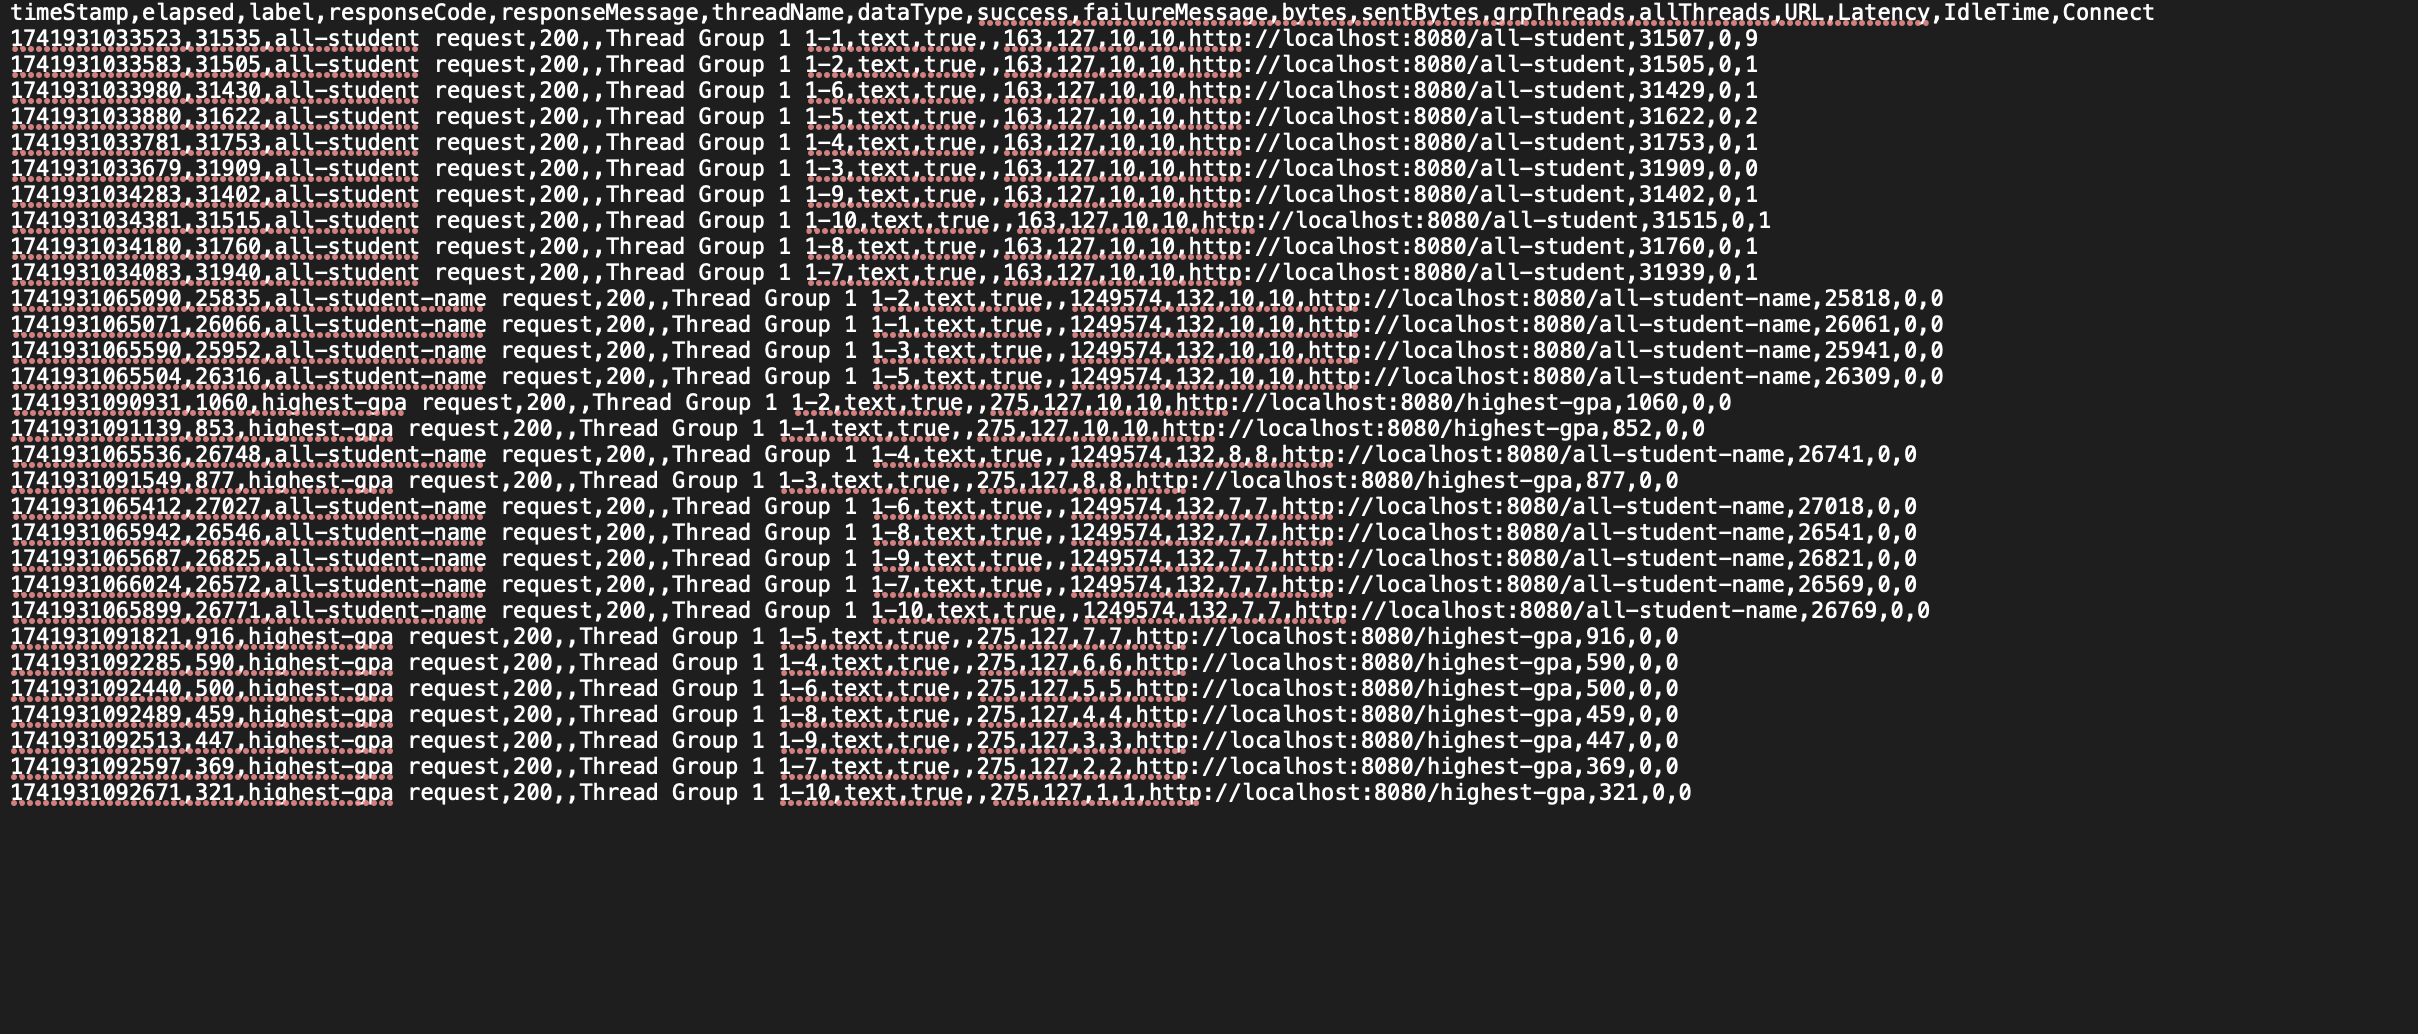 timeStamp,elapsed,label,responseCode,responseMessage,threadName,dataType,success,failureMessage,bytes,sentBytes,grpThreads,allThreads,URL,Latency,IdleTime,Connect
1741931033523,31535,all-student request,200,,Thread Group 1 1-1,text,true,,163,127,10,10,http://localhost:8080/all-student,31507,0,9
1741931033583,31505,all-student request,200,,Thread Group 1 1-2,text,true,,163,127,10,10,http://localhost:8080/all-student,31505,0,1
1741931033980,31430,all-student request,200,,Thread Group 1 1-6,text,true,,163,127,10,10,http://localhost:8080/all-student,31429,0,1
1741931033880,31622,all-student request,200,,Thread Group 1 1-5,text,true,,163,127,10,10,http://localhost:8080/all-student,31622,0,2
1741931033781,31753,all-student request,200,,Thread Group 1 1-4,text,true,,163,127,10,10,http://localhost:8080/all-student,31753,0,1
1741931033679,31909,all-student request,200,,Thread Group 1 1-3,text,true,,163,127,10,10,http://localhost:8080/all-student,31909,0,0
1741931034283,31402,all-student request,200,,Thread Group 1 1-9,text,true,,163,127,10,10,http://localhost:8080/all-student,31402,0,1
1741931034381,31515,all-student request,200,,Thread Group 1 1-10,text,true,,163,127,10,10,http://localhost:8080/all-student,31515,0,1
1741931034180,31760,all-student request,200,,Thread Group 1 1-8,text,true,,163,127,10,10,http://localhost:8080/all-student,31760,0,1
1741931034083,31940,all-student request,200,,Thread Group 1 1-7,text,true,,163,127,10,10,http://localhost:8080/all-student,31939,0,1
1741931065090,25835,all-student-name request,200,,Thread Group 1 1-2,text,true,,1249574,132,10,10,http://localhost:8080/all-student-name,25818,0,0
1741931065071,26066,all-student-name request,200,,Thread Group 1 1-1,text,true,,1249574,132,10,10,http://localhost:8080/all-student-name,26061,0,0
1741931065590,25952,all-student-name request,200,,Thread Group 1 1-3,text,true,,1249574,132,10,10,http://localhost:8080/all-student-name,25941,0,0
1741931065504,26316,all-student-name request,200,,Thread Group 1 1-5,text,true,,1249574,132,10,10,http://localhost:8080/all-student-name,26309,0,0
1741931090931,1060,highest-gpa request,200,,Thread Group 1 1-2,text,true,,275,127,10,10,http://localhost:8080/highest-gpa,1060,0,0
1741931091139,853,highest-gpa request,200,,Thread Group 1 1-1,text,true,,275,127,10,10,http://localhost:8080/highest-gpa,852,0,0
1741931065536,26748,all-student-name request,200,,Thread Group 1 1-4,text,true,,1249574,132,8,8,http://localhost:8080/all-student-name,26741,0,0
1741931091549,877,highest-gpa request,200,,Thread Group 1 1-3,text,true,,275,127,8,8,http://localhost:8080/highest-gpa,877,0,0
1741931065412,27027,all-student-name request,200,,Thread Group 1 1-6,text,true,,1249574,132,7,7,http://localhost:8080/all-student-name,27018,0,0
1741931065942,26546,all-student-name request,200,,Thread Group 1 1-8,text,true,,1249574,132,7,7,http://localhost:8080/all-student-name,26541,0,0
1741931065687,26825,all-student-name request,200,,Thread Group 1 1-9,text,true,,1249574,132,7,7,http://localhost:8080/all-student-name,26821,0,0
1741931066024,26572,all-student-name request,200,,Thread Group 1 1-7,text,true,,1249574,132,7,7,http://localhost:8080/all-student-name,26569,0,0
1741931065899,26771,all-student-name request,200,,Thread Group 1 1-10,text,true,,1249574,132,7,7,http://localhost:8080/all-student-name,26769,0,0
1741931091821,916,highest-gpa request,200,,Thread Group 1 1-5,text,true,,275,127,7,7,http://localhost:8080/highest-gpa,916,0,0
1741931092285,590,highest-gpa request,200,,Thread Group 1 1-4,text,true,,275,127,6,6,http://localhost:8080/highest-gpa,590,0,0
1741931092440,500,highest-gpa request,200,,Thread Group 1 1-6,text,true,,275,127,5,5,http://localhost:8080/highest-gpa,500,0,0
1741931092489,459,highest-gpa request,200,,Thread Group 1 1-8,text,true,,275,127,4,4,http://localhost:8080/highest-gpa,459,0,0
1741931092513,447,highest-gpa request,200,,Thread Group 1 1-9,text,true,,275,127,3,3,http://localhost:8080/highest-gpa,447,0,0
1741931092597,369,highest-gpa request,200,,Thread Group 1 1-7,text,true,,275,127,2,2,http://localhost:8080/highest-gpa,369,0,0
1741931092671,321,highest-gpa request,200,,Thread Group 1 1-10,text,true,,275,127,1,1,http://localhost:8080/highest-gpa,321,0,0